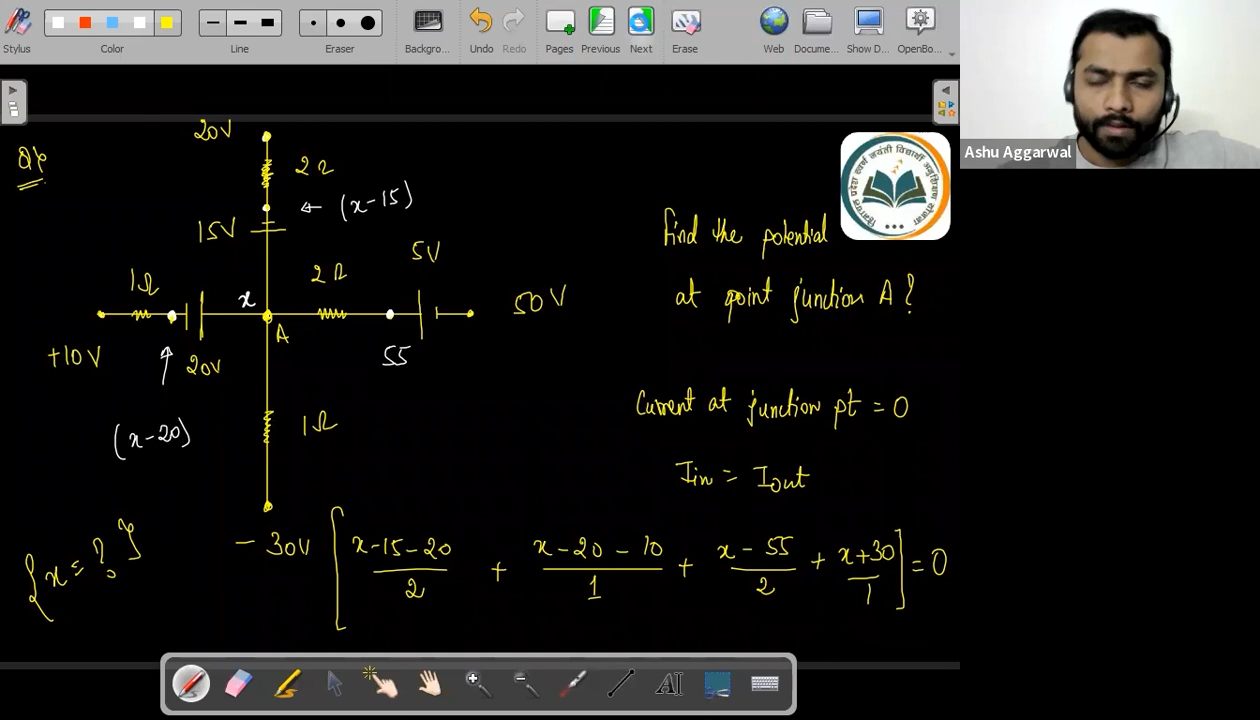 Stylus
Color
Line
Eraser
Backgro...
Undo
Redo
Pages
Previous
Next
Erase
Web
Docume...
Show D...
OpenBo...
Ashu Aggarwal
20V
2Ω
← (x-15)
15V
1Ω
x
2Ω
5V
50V
+10V
20V
A
55
(x-20)
1Ω
-30V
Find the potential
at point junction A?
Current at junction pt = 0
Iin = Iout
{x = ?}
[(x-15-20)/2 + (x-20-10)/1 + (x-55)/2 + (x+30)/1] = 0